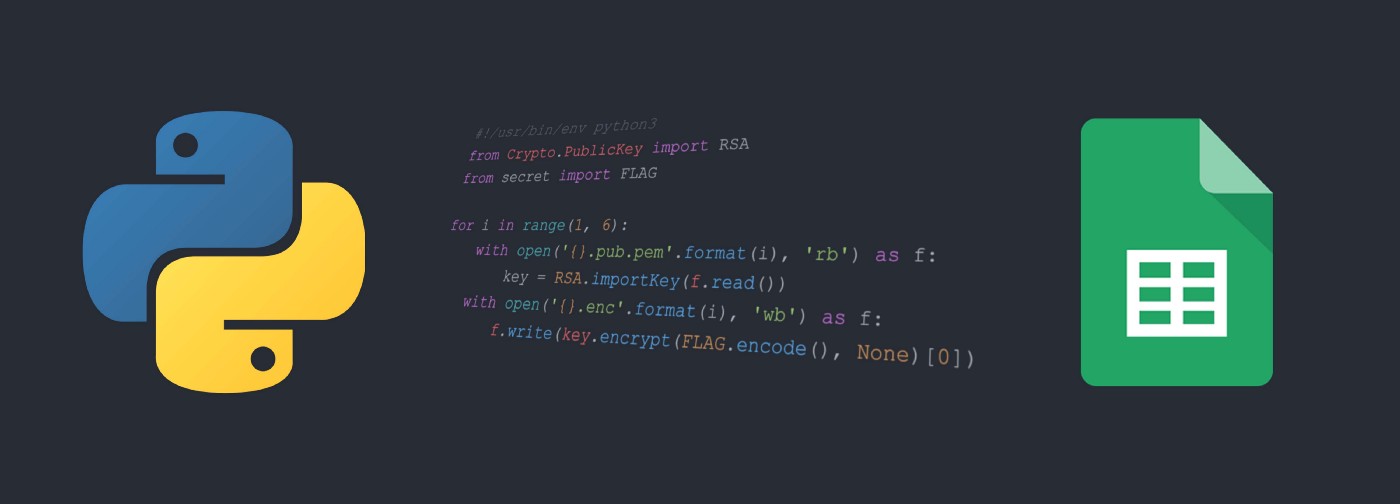 #!/usr/bin/env python3
from Crypto.PublicKey import RSA
from secret import FLAG
for i in range(1, 6):
with open('{}.pub.pem'.format(i), 'rb') as f:
key = RSA.importKey(f.read())
with open('{}.enc'.format(i), 'wb') as f:
f.write(key.encrypt(FLAG.encode(), None)[0])